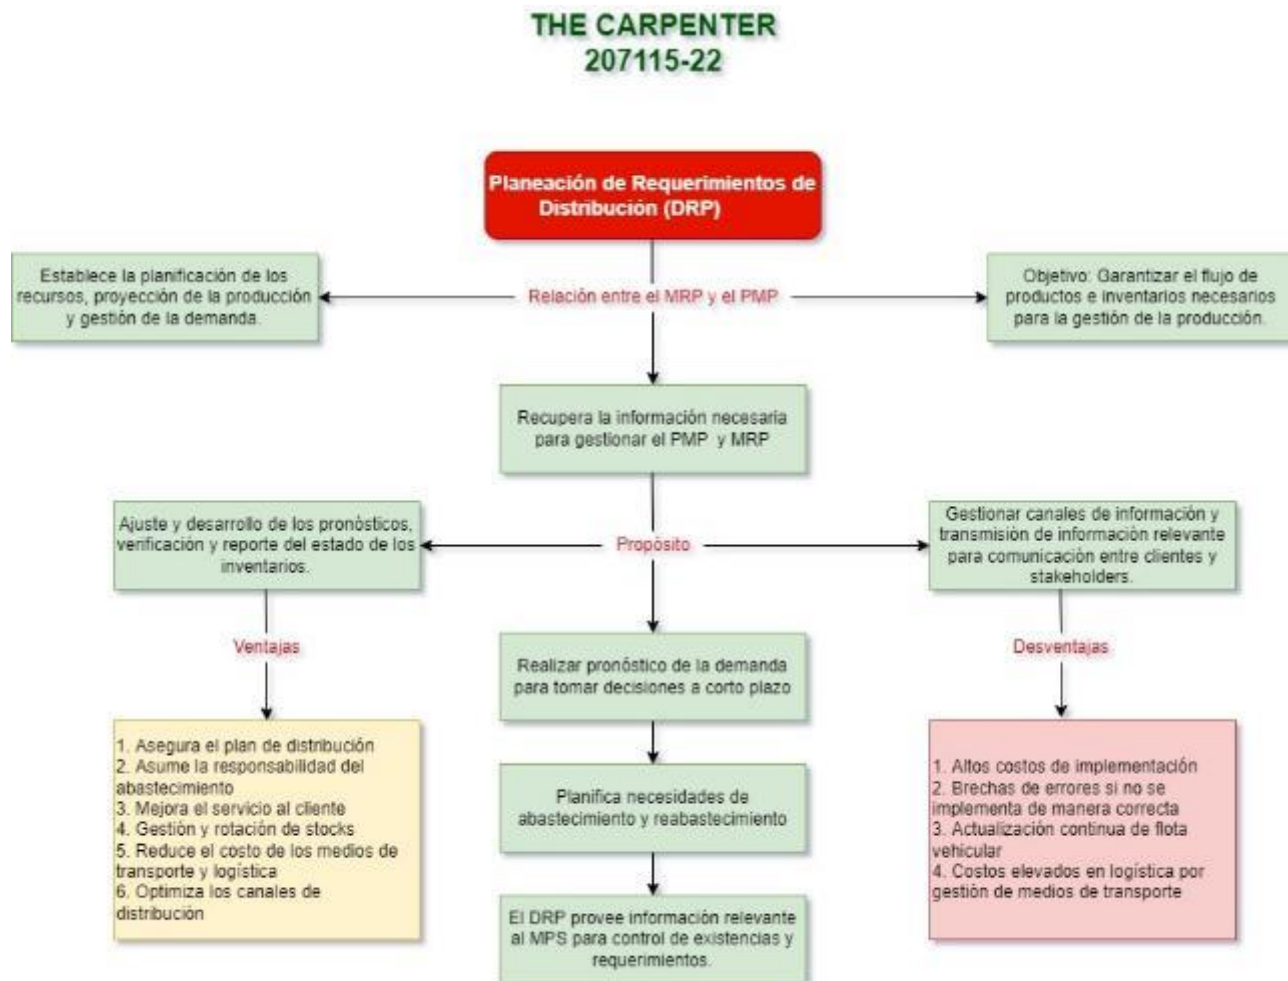 THE CARPENTER
207115-22
Planeación de Requerimientos de
Distribución (DRP)
Establece la planificación de los
recursos, proyección de la producción
y gestión de la demanda.
Relación entre el MRP y el PMP
Objetivo: Garantizar el flujo de
productos e inventarios necesarios
para la gestión de la producción.
Recupera la información necesaria
para gestionar el PMP y MRP
Ajuste y desarrollo de los pronósticos,
verificación y reporte del estado de los
inventarios.
Propósito
Gestionar canales de información y
transmisión de información relevante
para comunicación entre clientes y
stakeholders.
Ventajas
Realizar pronóstico de la demanda
para tomar decisiones a corto plazo
Desventajas
1. Asegura el plan de distribución
2. Asume la responsabilidad del
abastecimiento
3. Mejora el servicio al cliente
4. Gestión y rotación de stocks
5. Reduce el costo de los medios de
transporte y logística
6. Optimiza los canales de
distribución
Planifica necesidades de
abastecimiento y reabastecimiento
1. Altos costos de implementación
2. Brechas de errores si no se
implementa de manera correcta
3. Actualización continua de flota
vehicular
4. Costos elevados en logística por
gestión de medios de transporte
El DRP provee información relevante
al MPS para control de existencias y
requerimientos.